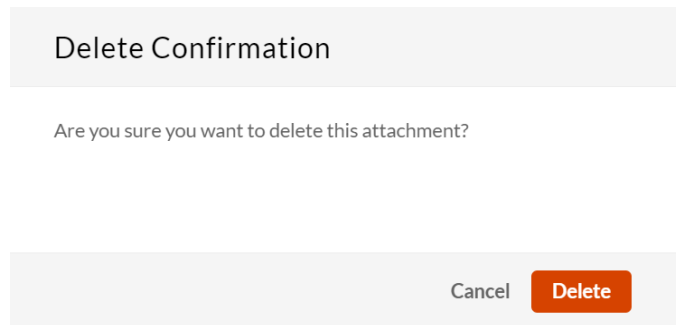 Delete Confirmation
Are you sure you want to delete this attachment?
Cancel Delete